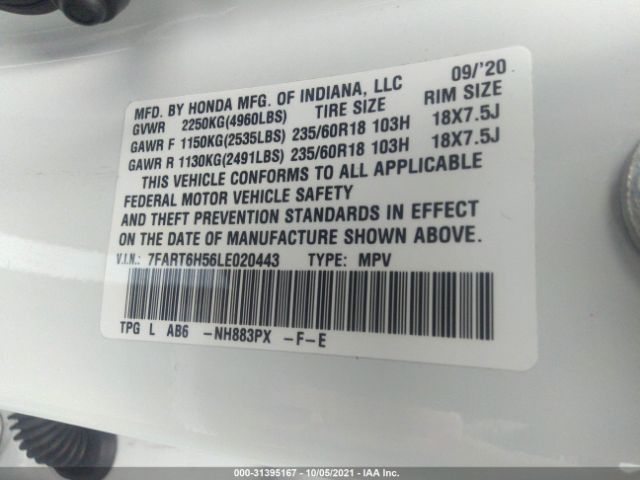 MFD. BY HONDA MFG. OF INDIANA, LLC 09/'20
GVWR 2250KG(4960LBS) TIRE SIZE RIM SIZE
GAWR F 1150KG(2535LBS) 235/60R18 103H 18X7.5J
GAWR R 1130KG(2491LBS) 235/60R18 103H 18X7.5J
THIS VEHICLE CONFORMS TO ALL APPLICABLE
FEDERAL MOTOR VEHICLE SAFETY
AND THEFT PREVENTION STANDARDS IN EFFECT
ON THE DATE OF MANUFACTURE SHOWN ABOVE.
V.I.N.: 7FART6H56LE020443 TYPE: MPV
TPG L AB6 -NH883PX -F-E
000-31395167 - 10/05/2021 - IAA Inc.